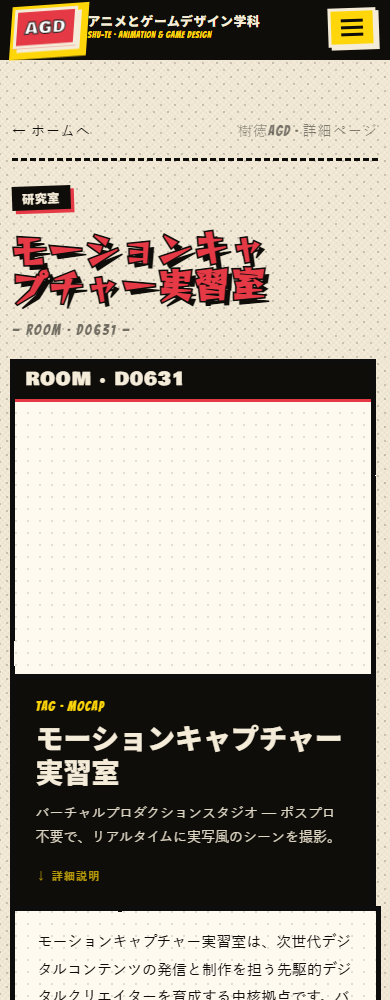 AGD
アニメとゲームデザイン学科
SHU-TE · ANIMATION & GAME DESIGN
← ホームへ
樹徳AGD · 詳細ページ
研究室
モーションキャ
プチャー実習室
— ROOM · D0631 —
ROOM · D0631
TAG · MOCAP
モーションキャプチャー
実習室
バーチャルプロダクションスタジオ — ポスプロ
不要で、リアルタイムに実写風のシーンを撮影。
↓ 詳細説明
モーションキャプチャー実習室は、次世代デジ
タルコンテンツの発信と制作を担う先駆的デジ
タルクリエイターを育成する中核拠点です。バ